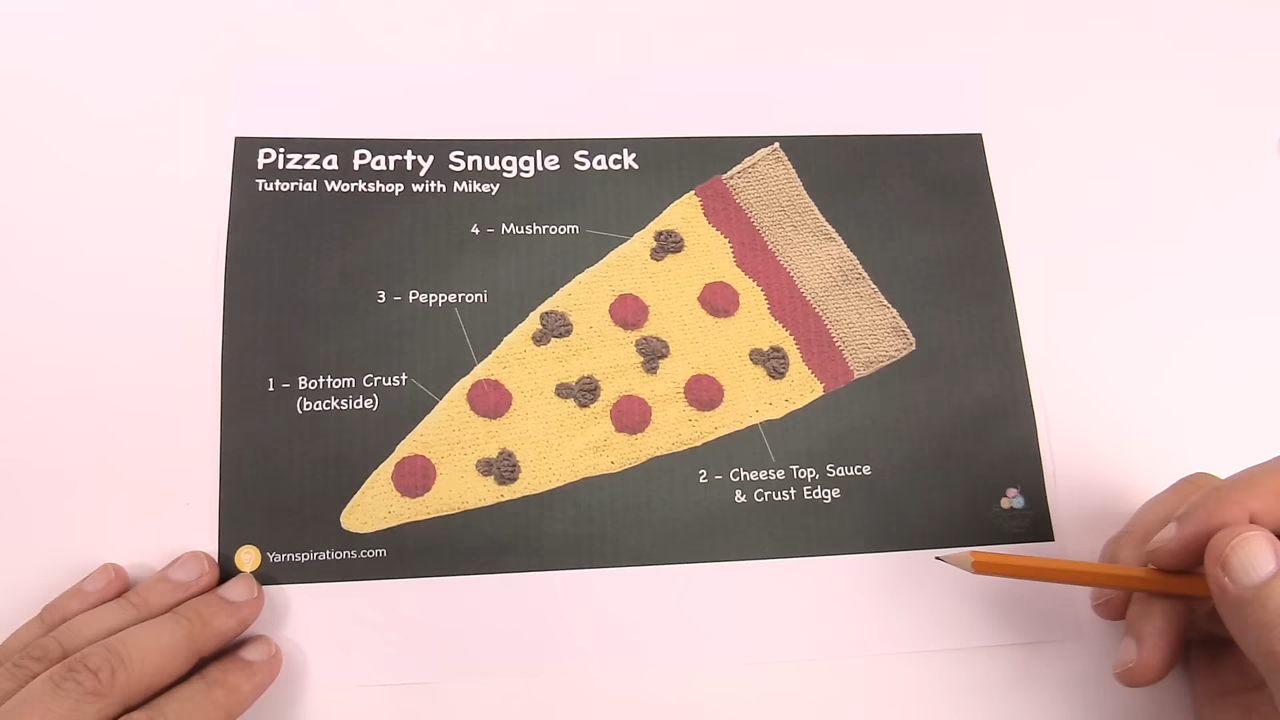 Pizza Party Snuggle Sack
Tutorial Workshop with Mikey
4 - Mushroom
3 - Pepperoni
1 - Bottom Crust
(backside)
2 - Cheese Top, Sauce
& Crust Edge
Yarnspirations.com